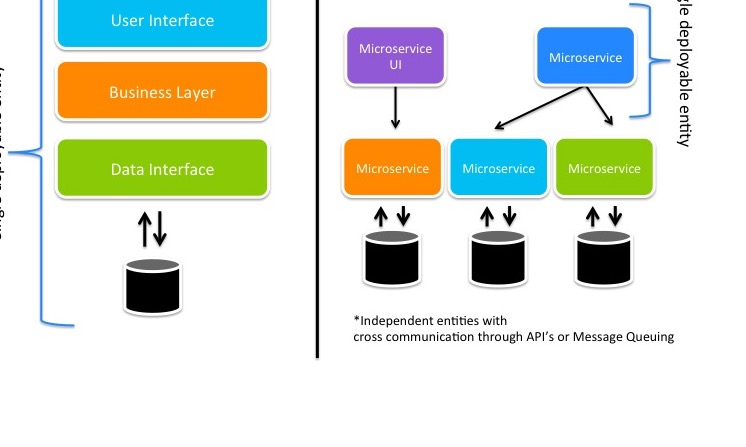 User Interface
Business Layer
Data Interface
Microservice
UI
Microservice
Microservice
Microservice
Microservice
deployable entity
*Independent entities with
cross communication through API's or Message Queuing